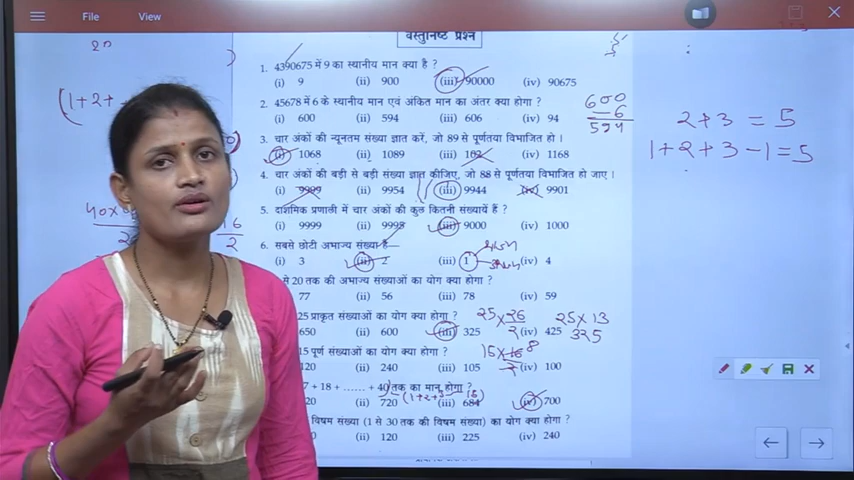 File View
वस्तुनिष्ठ प्रश्न
1. 4390675 में 9 का स्थानीय मान क्या है ?
(i) 9 (ii) 900 (iii) 90000 (iv) 90675
2. 45678 में 6 के स्थानीय मान एवं अंकित मान का अंतर क्या होगा ?
(i) 600 (ii) 594 (iii) 606 (iv) 94
3. चार अंकों की न्यूनतम संख्या ज्ञात करें, जो 89 से पूर्णतया विभाजित हो ।
(i) 1068 (ii) 1089 (iii) 102 (iv) 1168
4. चार अंकों की बड़ी से बड़ी संख्या ज्ञात कीजिए, जो 88 से पूर्णतया विभाजित हो जाए ।
(i) 9999 (ii) 9954 (iii) 9944 (iv) 9901
5. दाशमिक प्रणाली में चार अंकों की कुल कितनी संख्यायें हैं ?
(i) 9999 (ii) 9998 (iii) 9000 (iv) 1000
6. सबसे छोटी अभाज्य संख्या है
(i) 3 (ii) 2 (iii) 1 (iv) 4
से 20 तक की अभाज्य संख्याओं का योग क्या होगा ?
77 (ii) 56 (iii) 78 (iv) 59
25 प्राकृत संख्याओं का योग क्या होगा ?
650 (ii) 600 (iii) 325 (iv) 425
15 पूर्ण संख्याओं का योग क्या होगा ?
120 (ii) 240 (iii) 105 (iv) 100
7 + 18 + ...... + 40 तक का मान होगा ?
20 (ii) 720 (iii) 684 (iv) 700
विषम संख्या (1 से 30 तक की विषम संख्या) का योग क्या होगा ?
(ii) 120 (iii) 225 (iv) 240
600
- 6
594
25 × 26
2
25 × 13
325
2 + 3 = 5
1 + 2 + 3 - 1 = 5
(1+2+
16
2